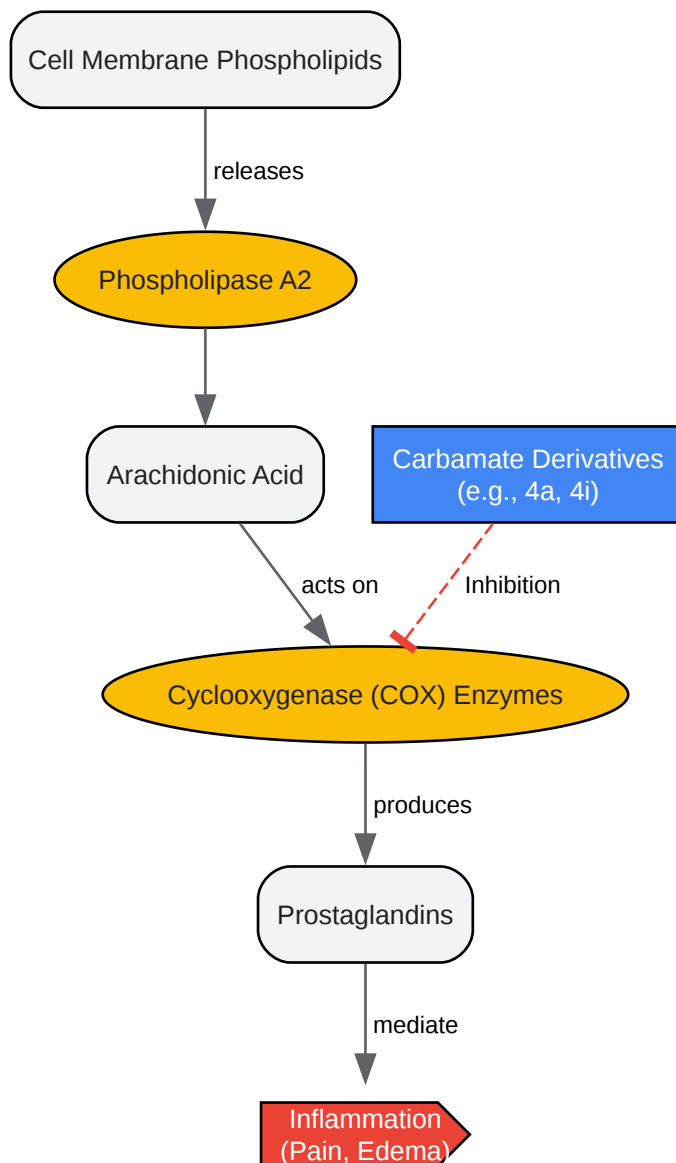 Cell Membrane Phospholipids
releases
Phospholipase A2
Arachidonic Acid
Carbamate Derivatives
(e.g., 4a, 4i)
acts on
Inhibition
Cyclooxygenase (COX) Enzymes
produces
Prostaglandins
mediate
Inflammation
(Pain, Edema)